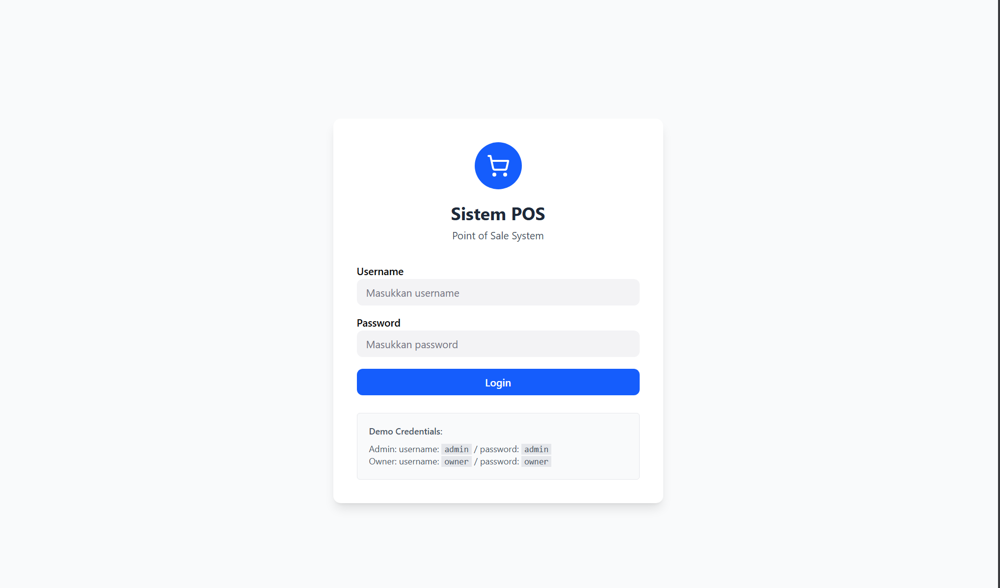 Sistem POS
Point of Sale System
Username
Masukkan username
Password
Masukkan password
Login
Demo Credentials:
Admin: username: admin / password: admin
Owner: username: owner / password: owner